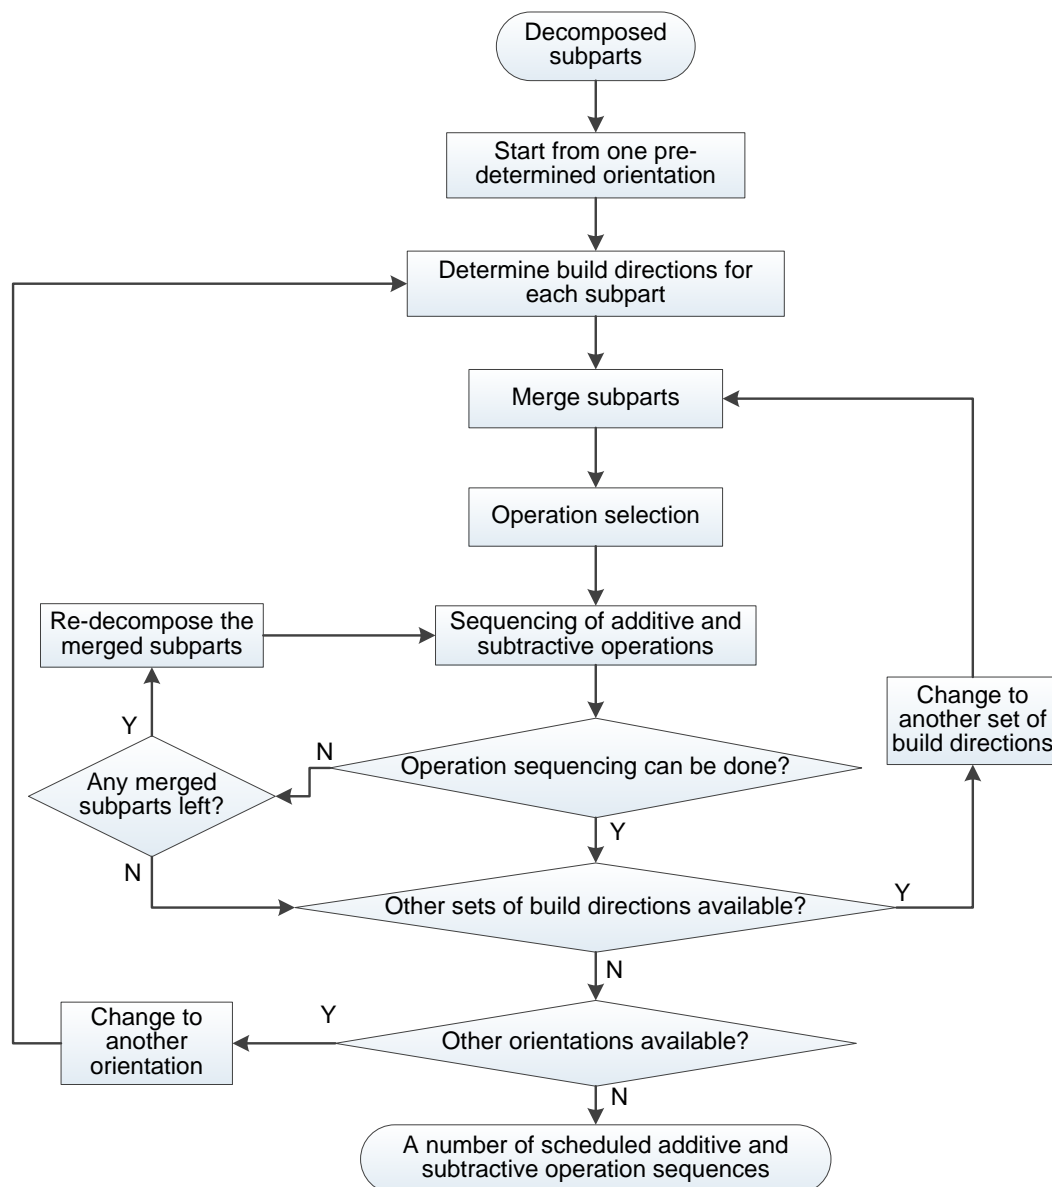 Decomposed
subparts
Start from one pre-
determined orientation
Determine build directions for
each subpart
Merge subparts
Operation selection
Re-decompose the
merged subparts
Sequencing of additive and
subtractive operations
Change to
another set of
build directions
Y
N
Operation sequencing can be done?
Any merged
subparts left?
Y
N
Y
Other sets of build directions available?
N
Y
Change to
another
orientation
Other orientations available?
N
A number of scheduled additive and
subtractive operation sequences